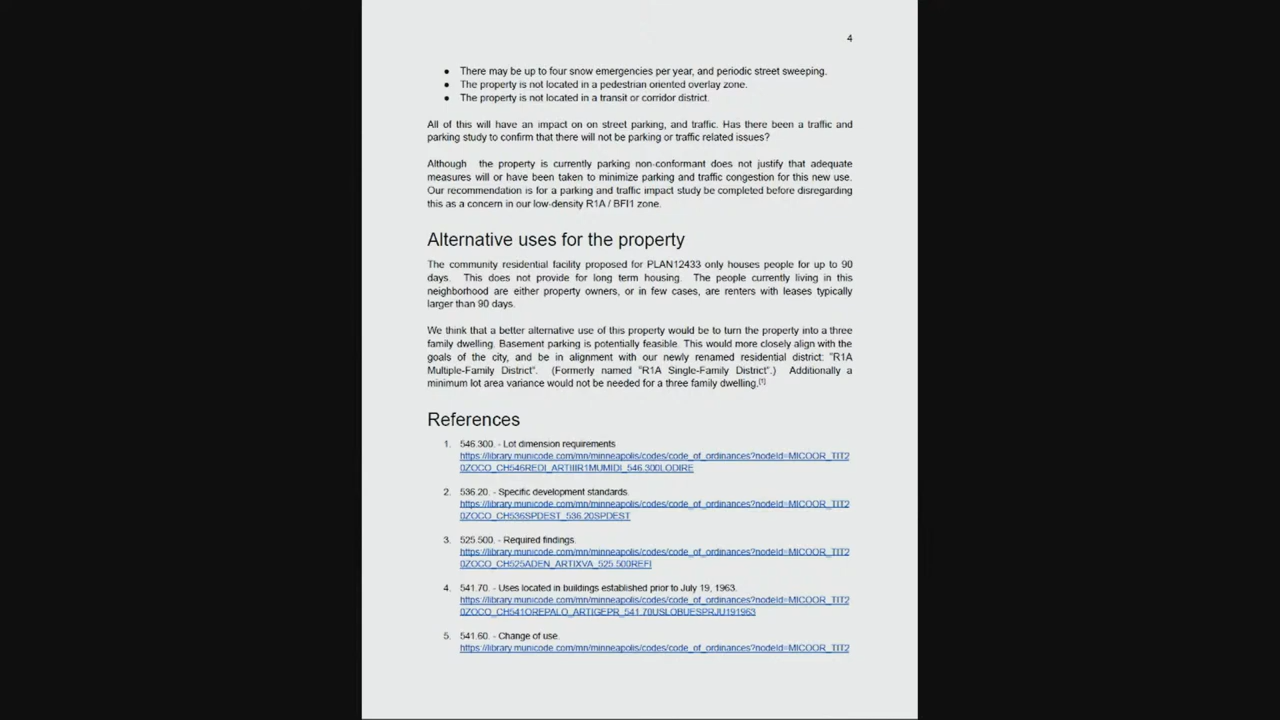 4
● There may be up to four snow emergencies per year, and periodic street sweeping.
● The property is not located in a pedestrian oriented overlay zone.
● The property is not located in a transit or corridor district.
All of this will have an impact on on street parking, and traffic. Has there been a traffic and
parking study to confirm that there will not be parking or traffic related issues?
Although the property is currently parking non-conformant does not justify that adequate
measures will or have been taken to minimize parking and traffic congestion for this new use.
Our recommendation is for a parking and traffic impact study be completed before disregarding
this as a concern in our low-density R1A / BFI1 zone.
Alternative uses for the property
The community residential facility proposed for PLAN12433 only houses people for up to 90
days. This does not provide for long term housing. The people currently living in this
neighborhood are either property owners, or in few cases, are renters with leases typically
larger than 90 days.
We think that a better alternative use of this property would be to turn the property into a three
family dwelling. Basement parking is potentially feasible. This would more closely align with the
goals of the city, and be in alignment with our newly renamed residential district: "R1A
Multiple-Family District". (Formerly named "R1A Single-Family District".) Additionally a
minimum lot area variance would not be needed for a three family dwelling.[1]
References
1. 546.300. - Lot dimension requirements
https://library.municode.com/mn/minneapolis/codes/code_of_ordinances?nodeId=MICOOR_TIT2
0ZOCO_CH546REDI_ARTIIIR1MUMIDI_546.300LODIRE
2. 536.20. - Specific development standards.
https://library.municode.com/mn/minneapolis/codes/code_of_ordinances?nodeId=MICOOR_TIT2
0ZOCO_CH536SPDEST_536.20SPDEST
3. 525.500. - Required findings.
https://library.municode.com/mn/minneapolis/codes/code_of_ordinances?nodeId=MICOOR_TIT2
0ZOCO_CH525ADEN_ARTIXVA_525.500REFI
4. 541.70. - Uses located in buildings established prior to July 19, 1963.
https://library.municode.com/mn/minneapolis/codes/code_of_ordinances?nodeId=MICOOR_TIT2
0ZOCO_CH541OREPALO_ARTIGEPR_541.70USLOBUESPRJU191963
5. 541.60. - Change of use.
https://library.municode.com/mn/minneapolis/codes/code_of_ordinances?nodeId=MICOOR_TIT2